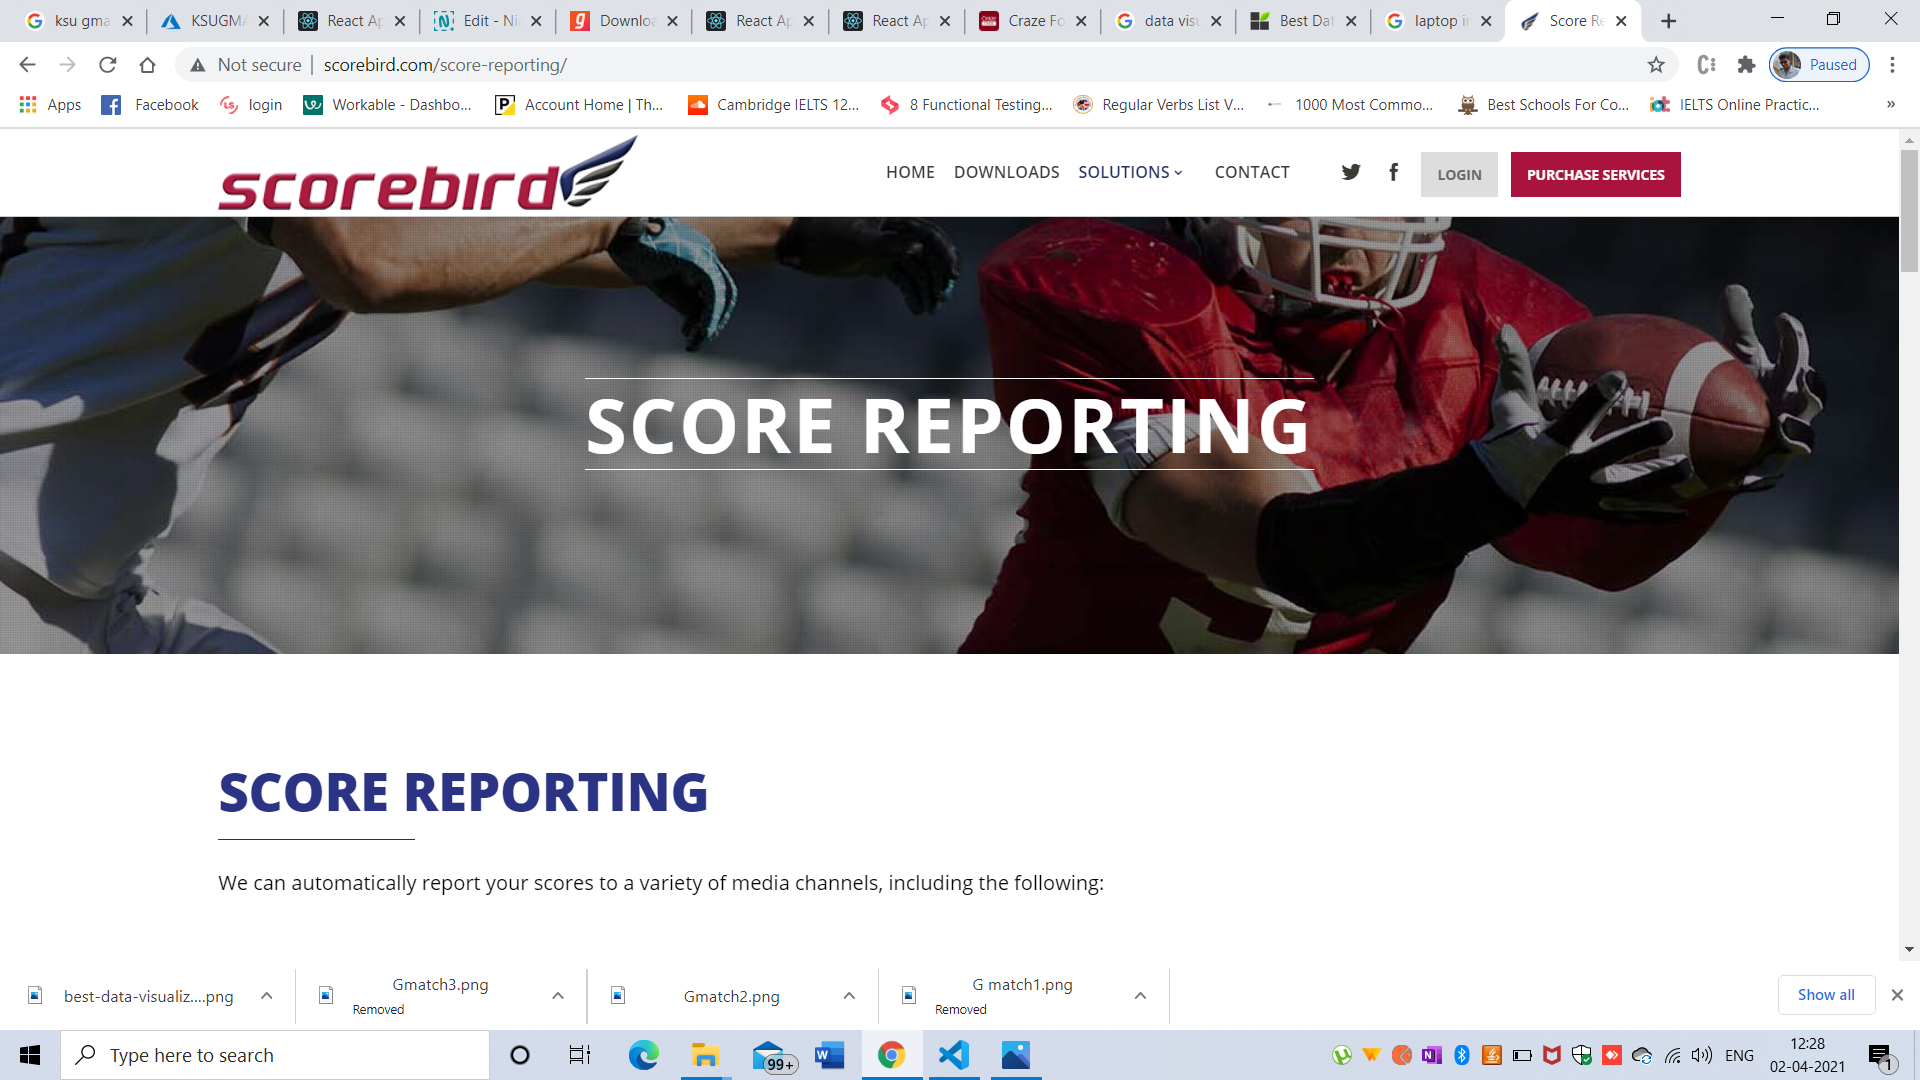 ksu gma
KSUGMA
React Ap
Edit - Ni
Downloa
React Ap
React Ap
Craze Fo
data visu
Best Dat
laptop i
Score Re
Not secure
scorebird.com/score-reporting/
Paused
Apps
Facebook
login
Workable - Dashbo...
Account Home | Th...
Cambridge IELTS 12...
8 Functional Testing...
Regular Verbs List V...
1000 Most Commo...
Best Schools For Co...
IELTS Online Practic...
»
scorebird
HOME
DOWNLOADS
SOLUTIONS
CONTACT
LOGIN
PURCHASE SERVICES
SCORE REPORTING
SCORE REPORTING
We can automatically report your scores to a variety of media channels, including the following:
best-data-visualiz....png
Gmatch3.png
Removed
Gmatch2.png
G match1.png
Removed
Show all
Type here to search
99+
ENG
12:28
02-04-2021
1